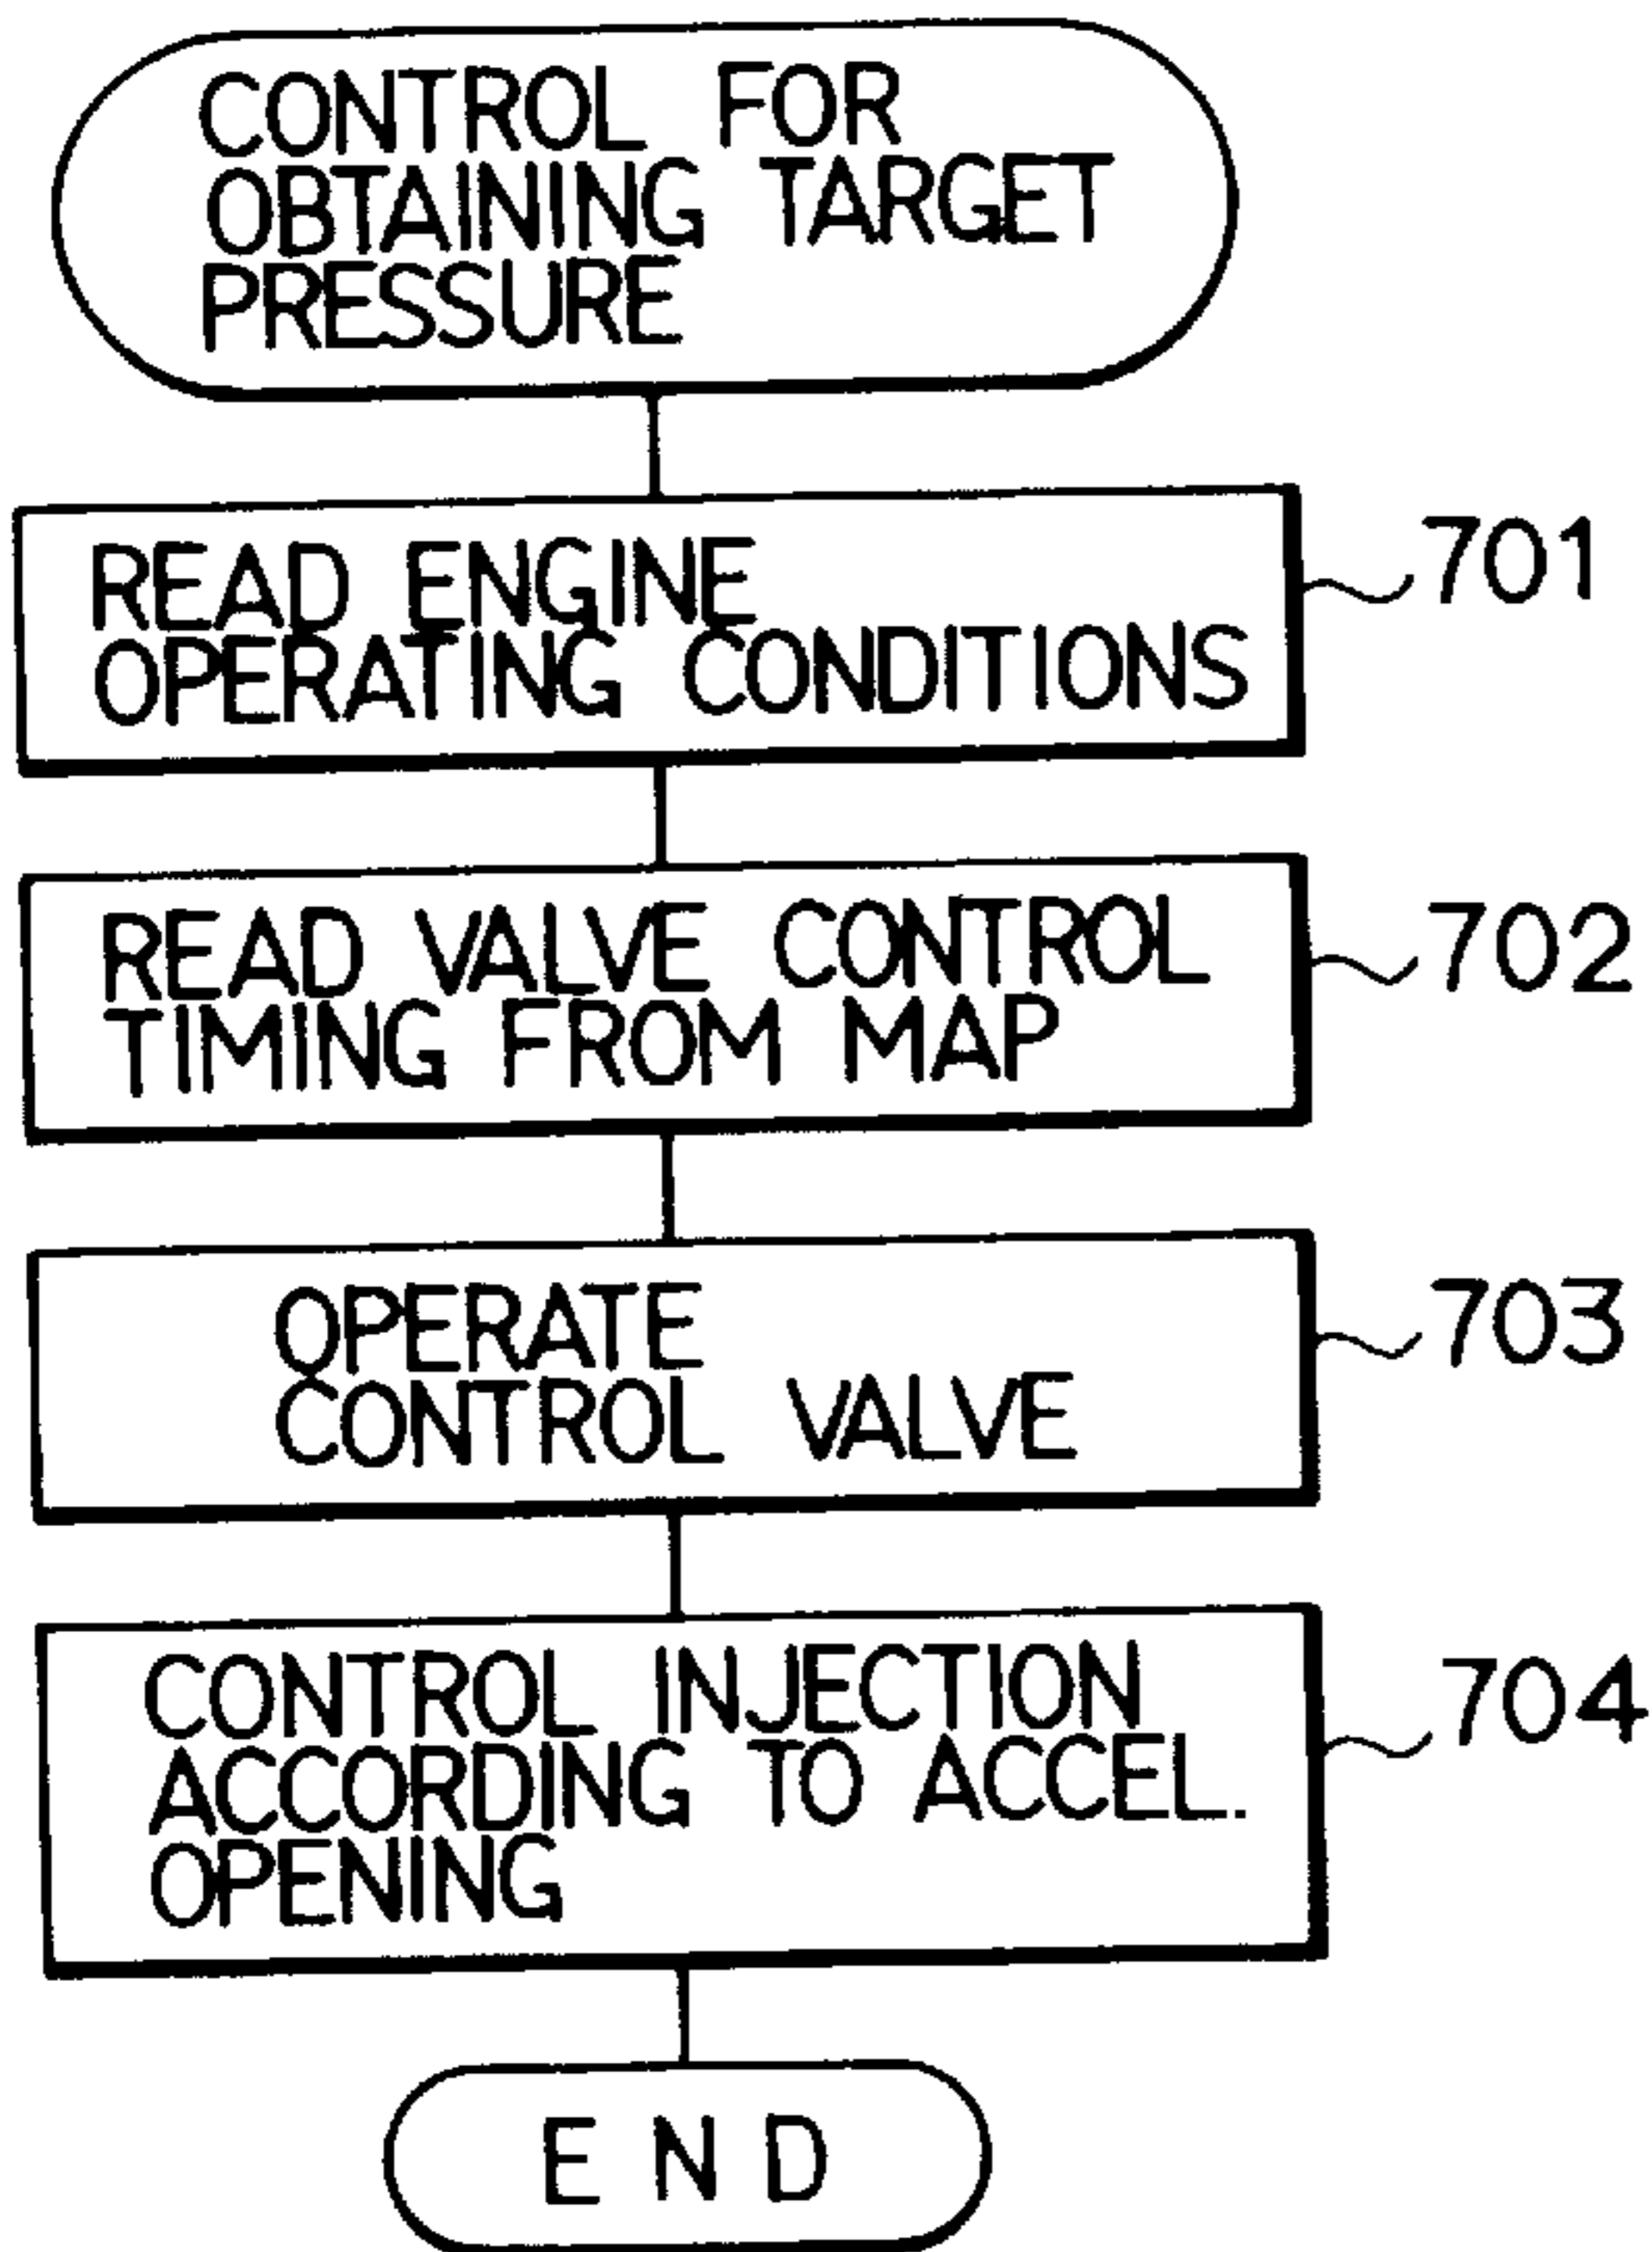 CONTROL FOR
OBTAINING TARGET
PRESSURE
READ ENGINE
OPERATING CONDITIONS
701
READ VALVE CONTROL
TIMING FROM MAP
702
OPERATE
CONTROL VALVE
703
CONTROL INJECTION
ACCORDING TO ACCEL.
OPENING
704
END